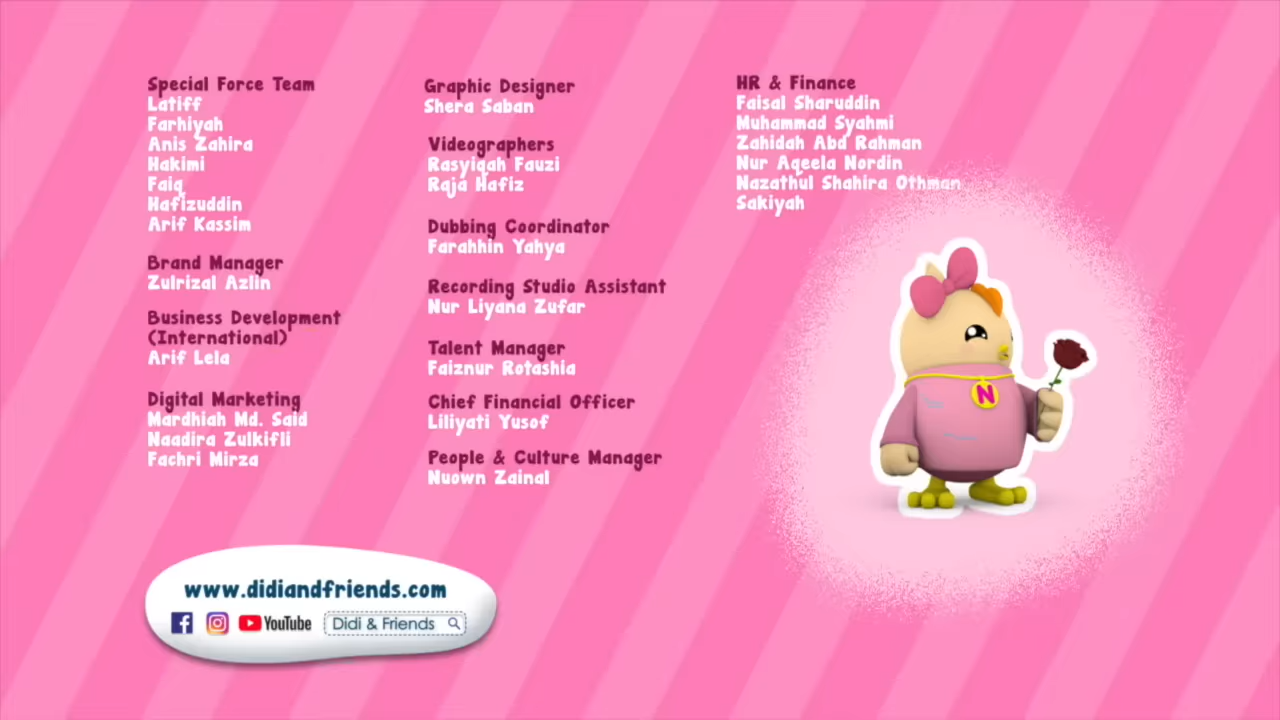 Special Force Team
Latiff
Farhiyah
Anis Zahira
Hakimi
Faiq
Hafizuddin
Arif Kassim
Brand Manager
Zulrizal Azlin
Business Development
(International)
Arif Lela
Digital Marketing
Mardhiah Md. Said
Naadira Zulkifli
Fachri Mirza
Graphic Designer
Shera Saban
Videographers
Rasyiqah Fauzi
Raja Hafiz
Dubbing Coordinator
Farahhin Yahya
Recording Studio Assistant
Nur Liyana Zufar
Talent Manager
Faiznur Rotashia
Chief Financial Officer
Liliyati Yusof
People & Culture Manager
Nuown Zainal
HR & Finance
Faisal Sharuddin
Muhammad Syahmi
Zahidah Abd Rahman
Nur Aqeela Nordin
Nazathul Shahira Othman
Sakiyah
N
www.didiandfriends.com
YouTube Didi & Friends